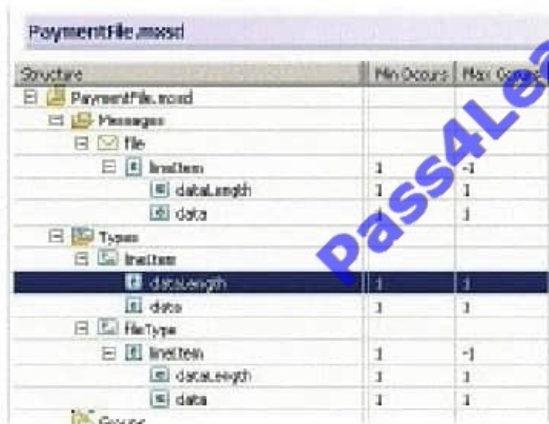 PaymentFile.mxsd
Structure Min Occurs Max Occurs
PaymentFile.mxsd
Messages
file
lineItem 1 -1
dataLength 1 1
data 1 1
Types
lineItem
dataLength 1 1
data 1 1
fileType
lineItem 1 -1
dataLength 1 1
data 1 1
Groups
Pass4Lea